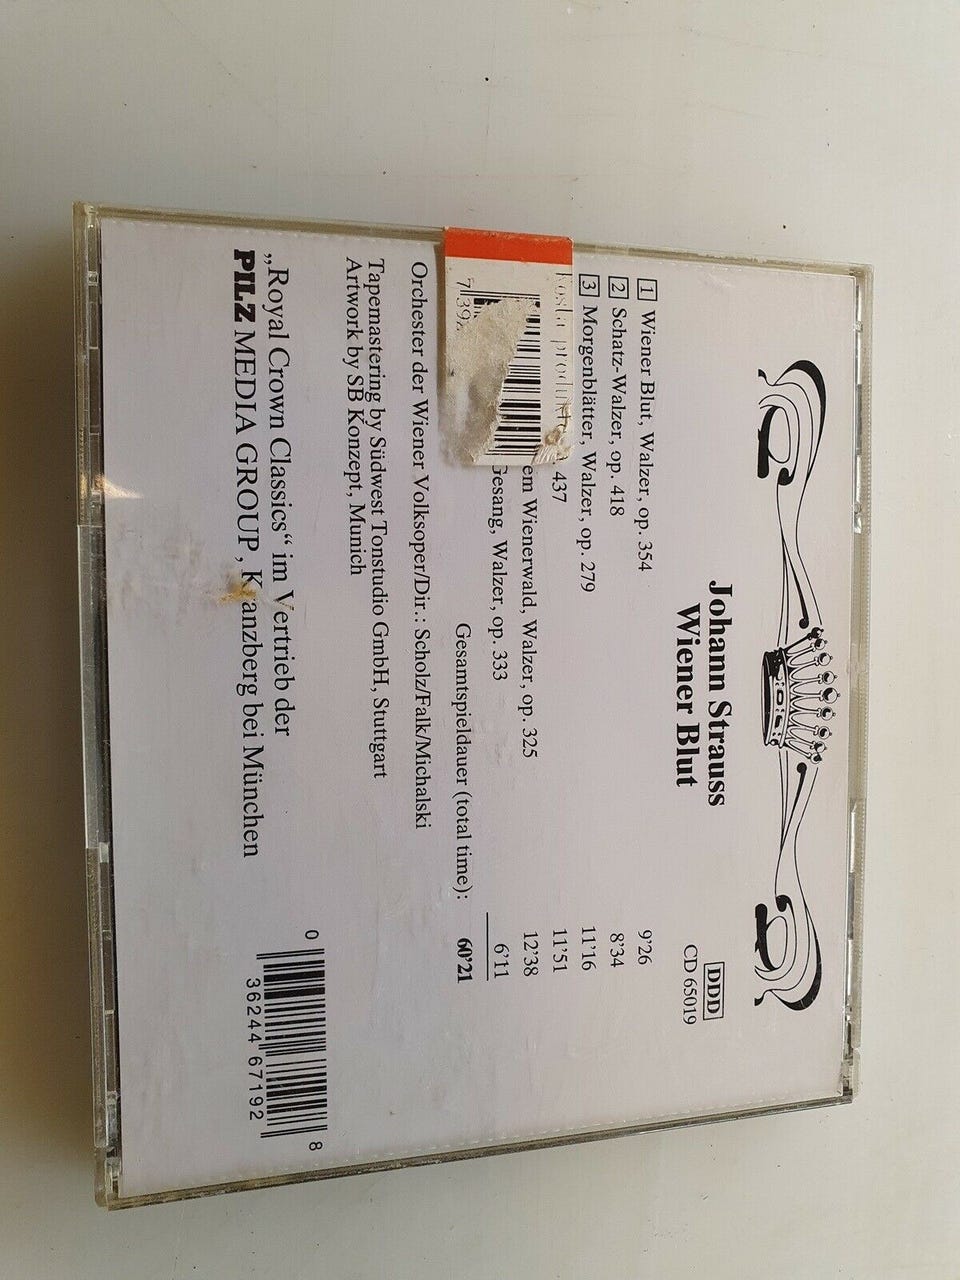 Johann Strauss
Wiener Blut
DDD
CD 65019
1 Wiener Blut, Walzer, op. 354 9'26
2 Schatz-Walzer, op. 418 8'34
3 Morgenblätter, Walzer, op. 279 11'16
437 11'51
em Wienerwald, Walzer, op. 325 12'38
Gesang, Walzer, op. 333 6'11
Gesamtspieldauer (total time): 60'21
Orchester der Wiener Volksoper/Dir.: Scholz/Falk/Michalski
Tapemastering by Südwest Tonstudio GmbH, Stuttgart
Artwork by SB Konzept, Munich
„Royal Crown Classics“ im Vertrieb der
PILZ MEDIA GROUP, Kranzberg bei München
0 36244 67192 8